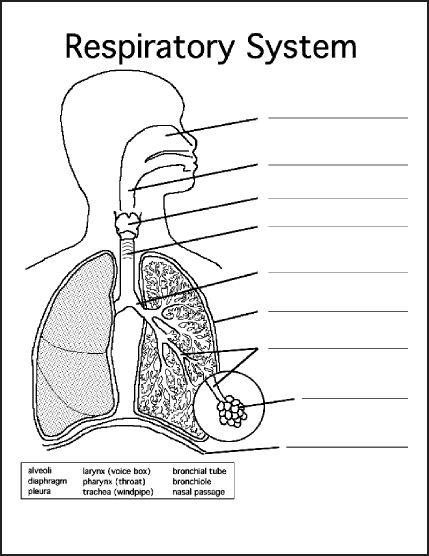 Respiratory System
alveoli larynx (voice box) bronchial tube
diaphragm pharynx (throat) bronchiole
pleura trachea (windpipe) nasal passage